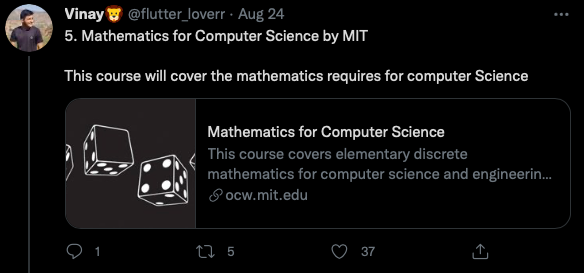 Vinay🦁 @flutter_loverr · Aug 24
5. Mathematics for Computer Science by MIT
This course will cover the mathematics requires for computer Science
Mathematics for Computer Science
This course covers elementary discrete
mathematics for computer science and engineerin...
ocw.mit.edu
1 5 37